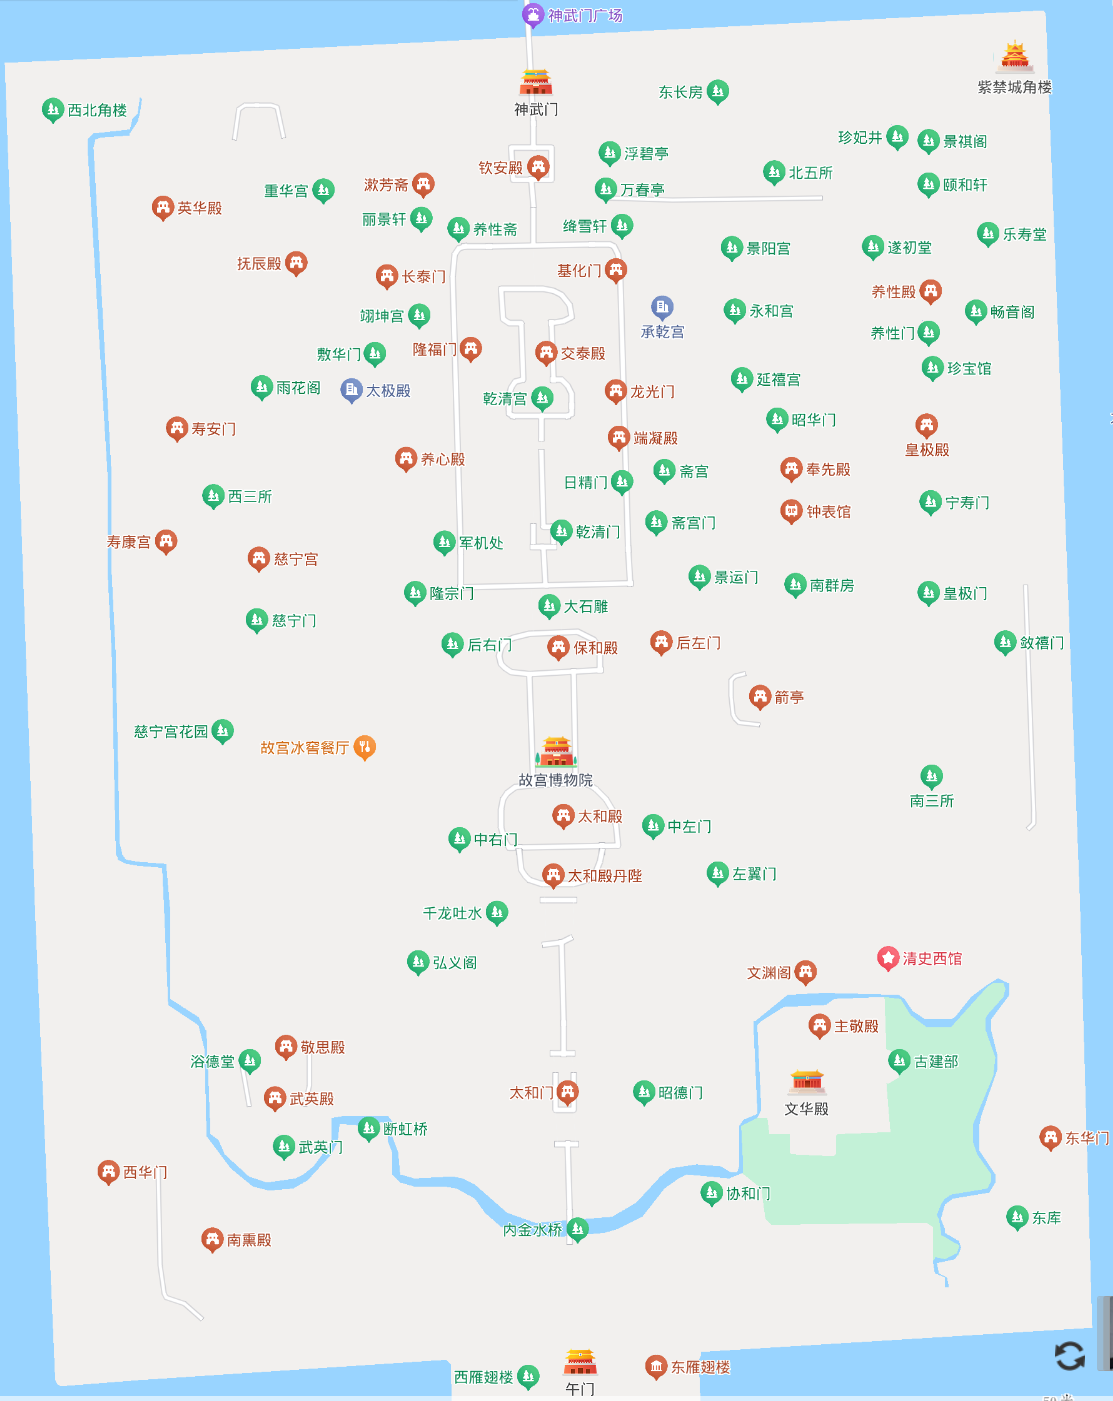 神武门广场
紫禁城角楼
神武门
东长房
西北角楼
珍妃井
景祺阁
浮碧亭
钦安殿
北五所
漱芳斋
重华宫
万春亭
颐和轩
英华殿
丽景轩
养性斋
绛雪轩
乐寿堂
景阳宫
遂初堂
抚辰殿
长泰门
基化门
养性殿
永和宫
畅音阁
翊坤宫
承乾宫
养性门
隆福门
交泰殿
敷华门
珍宝馆
延禧宫
雨花阁
太极殿
龙光门
乾清宫
昭华门
寿安门
端凝殿
皇极殿
养心殿
斋宫
奉先殿
日精门
西三所
宁寿门
钟表馆
斋宫门
乾清门
寿康宫
军机处
慈宁宫
景运门
南群房
隆宗门
皇极门
大石雕
慈宁门
后右门
保和殿
后左门
敛禧门
箭亭
慈宁宫花园
故宫冰窖餐厅
故宫博物院
南三所
太和殿
中左门
中右门
太和殿丹陛
左翼门
千龙吐水
弘义阁
清史西馆
文渊阁
主敬殿
敬思殿
浴德堂
古建部
太和门
昭德门
武英殿
文华殿
断虹桥
东华门
武英门
西华门
协和门
东库
内金水桥
南熏殿
东雁翅楼
西雁翅楼
午门